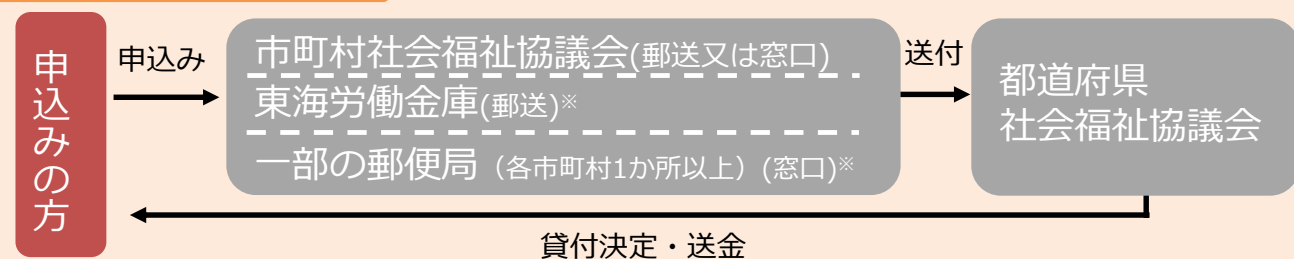 申込みの方
申込み
市町村社会福祉協議会(郵送又は窓口)
東海労働金庫(郵送)※
一部の郵便局（各市町村1か所以上）(窓口)※
送付
都道府県
社会福祉協議会
貸付決定・送金